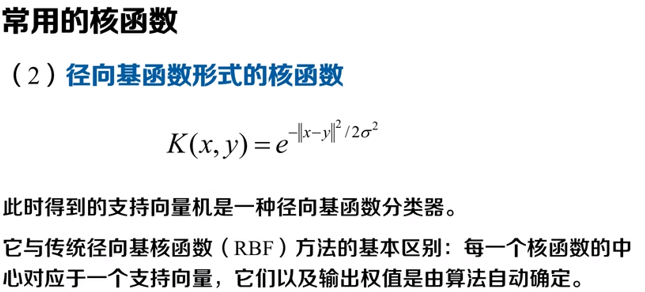 常用的核函数
（2）径向基函数形式的核函数
K(x, y) = e^{-‖x-y‖²/2σ²}
此时得到的支持向量机是一种径向基函数分类器。
它与传统径向基核函数（RBF）方法的基本区别：每一个核函数的中
心对应于一个支持向量，它们以及输出权值是由算法自动确定。